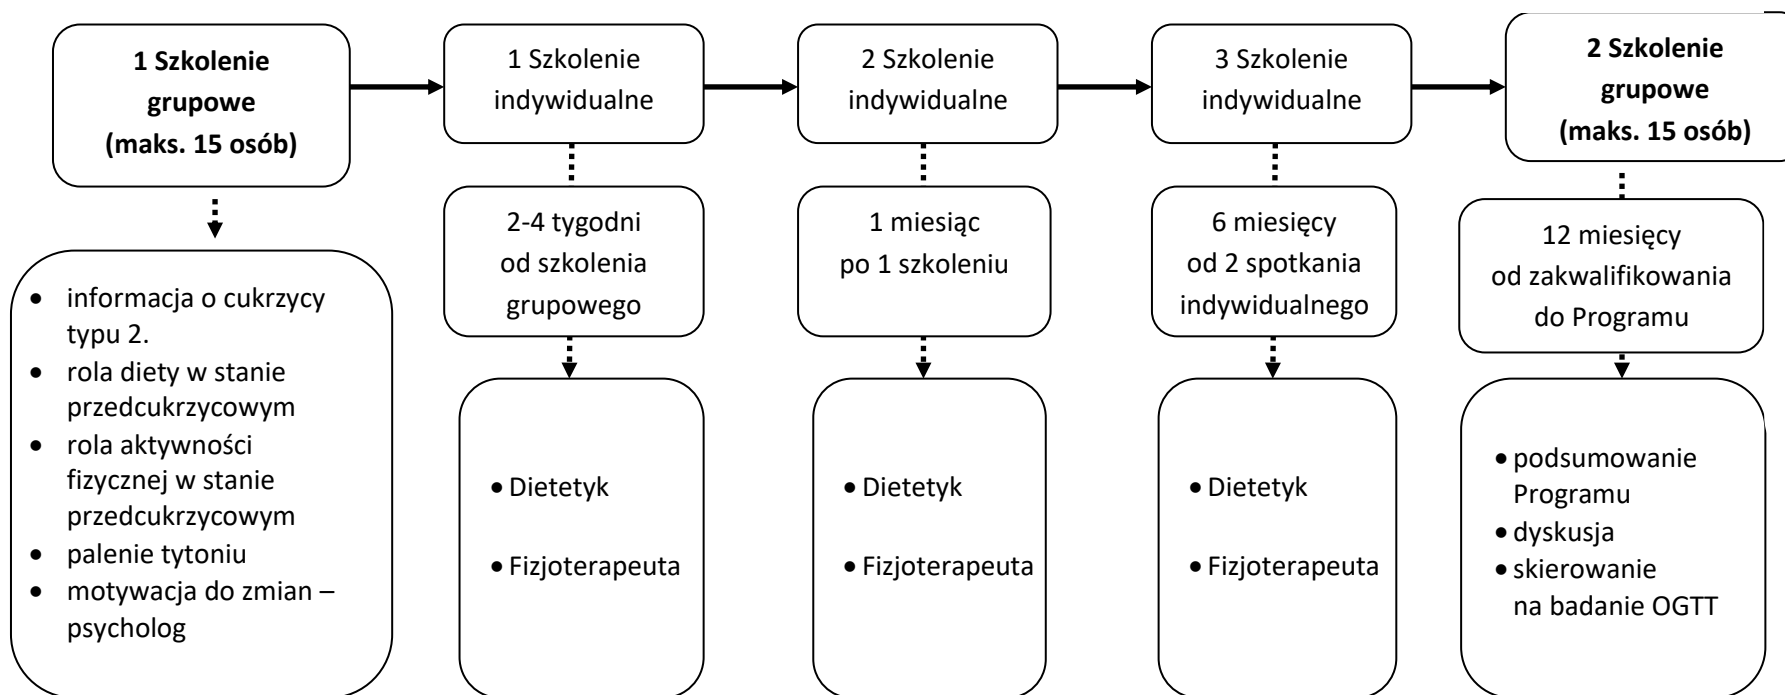 1 Szkolenie
grupowe
(maks. 15 osób)
1 Szkolenie
indywidualne
2 Szkolenie
indywidualne
3 Szkolenie
indywidualne
2 Szkolenie
grupowe
(maks. 15 osób)
2-4 tygodni
od szkolenia
grupowego
1 miesiąc
po 1 szkoleniu
6 miesięcy
od 2 spotkania
indywidualnego
12 miesięcy
od zakwalifikowania
do Programu
• informacja o cukrzycy
typu 2.
• rola diety w stanie
przedcukrzycowym
• rola aktywności
fizycznej w stanie
przedcukrzycowym
• palenie tytoniu
• motywacja do zmian –
psycholog
• Dietetyk
• Fizjoterapeuta
• Dietetyk
• Fizjoterapeuta
• Dietetyk
• Fizjoterapeuta
• podsumowanie
Programu
• dyskusja
• skierowanie
na badanie OGTT